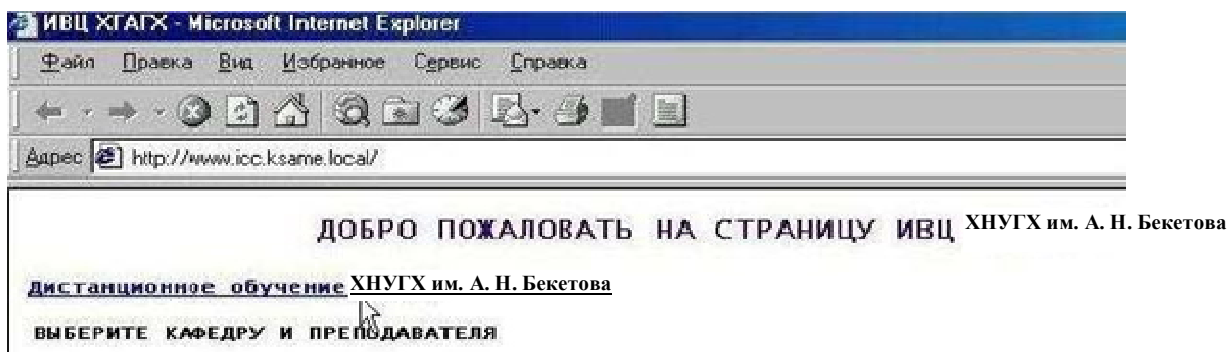 ИВЦ ХГАГХ - Microsoft Internet Explorer
Файл Правка Вид Избранное Сервис Справка
Адрес http://www.icc.ksame.local/
ДОБРО ПОЖАЛОВАТЬ НА СТРАНИЦУ ИВЦ ХНУГХ им. А. Н. Бекетова
дистанционное обучение ХНУГХ им. А. Н. Бекетова
ВЫБЕРИТЕ КАФЕДРУ И ПРЕПОДАВАТЕЛЯ